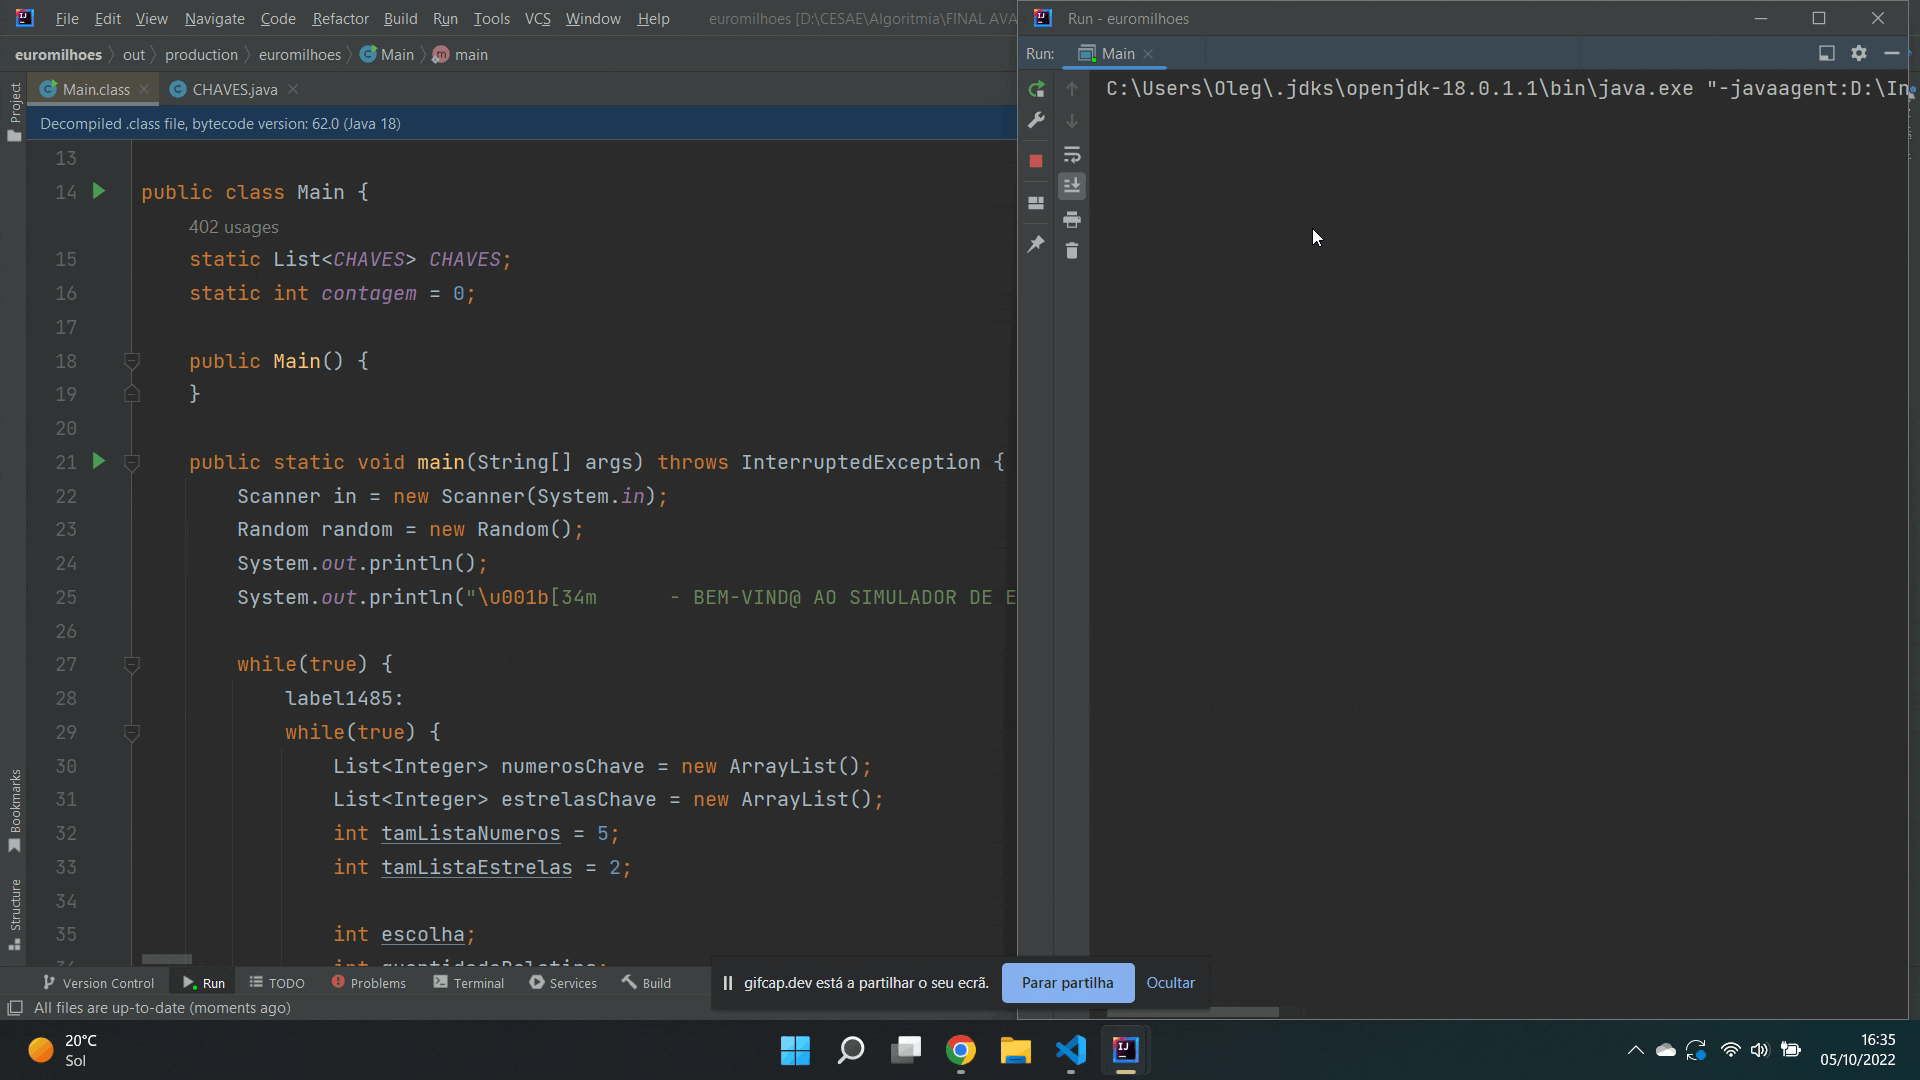 File Edit View Navigate Code Refactor Build Run Tools VCS Window Help euromilhoes [D:\CESAE\Algoritmia\FINAL AVA
Run - euromilhoes
euromilhoes out production euromilhoes Main main
Run: Main
Main.class CHAVES.java
Project
C:\Users\Oleg\.jdks\openjdk-18.0.1.1\bin\java.exe "-javaagent:D:\In
Decompiled .class file, bytecode version: 62.0 (Java 18)
13
14 public class Main {
402 usages
15 static List<CHAVES> CHAVES;
16 static int contagem = 0;
17
18 public Main() {
19 }
20
21 public static void main(String[] args) throws InterruptedException {
22 Scanner in = new Scanner(System.in);
23 Random random = new Random();
24 System.out.println();
25 System.out.println("\u001b[34m - BEM-VIND@ AO SIMULADOR DE E
26
27 while(true) {
28 label1485:
29 while(true) {
30 List<Integer> numerosChave = new ArrayList();
31 List<Integer> estrelasChave = new ArrayList();
32 int tamListaNumeros = 5;
33 int tamListaEstrelas = 2;
34
35 int escolha;
Bookmarks
Structure
Version Control Run TODO Problems Terminal Services Build
gifcap.dev está a partilhar o seu ecrã. Parar partilha Ocultar
All files are up-to-date (moments ago)
20°C
Sol
16:35
05/10/2022